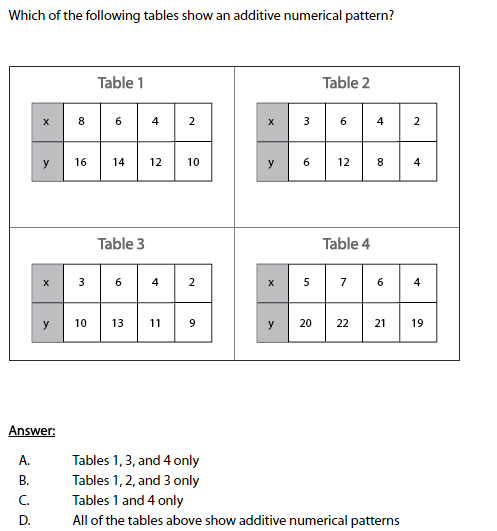 Which of the following tables show an additive numerical pattern?
Table 1
x 8 6 4 2
y 16 14 12 10
Table 2
x 3 6 4 2
y 6 12 8 4
Table 3
x 3 6 4 2
y 10 13 11 9
Table 4
x 5 7 6 4
y 20 22 21 19
Answer:
A. Tables 1, 3, and 4 only
B. Tables 1, 2, and 3 only
C. Tables 1 and 4 only
D. All of the tables above show additive numerical patterns